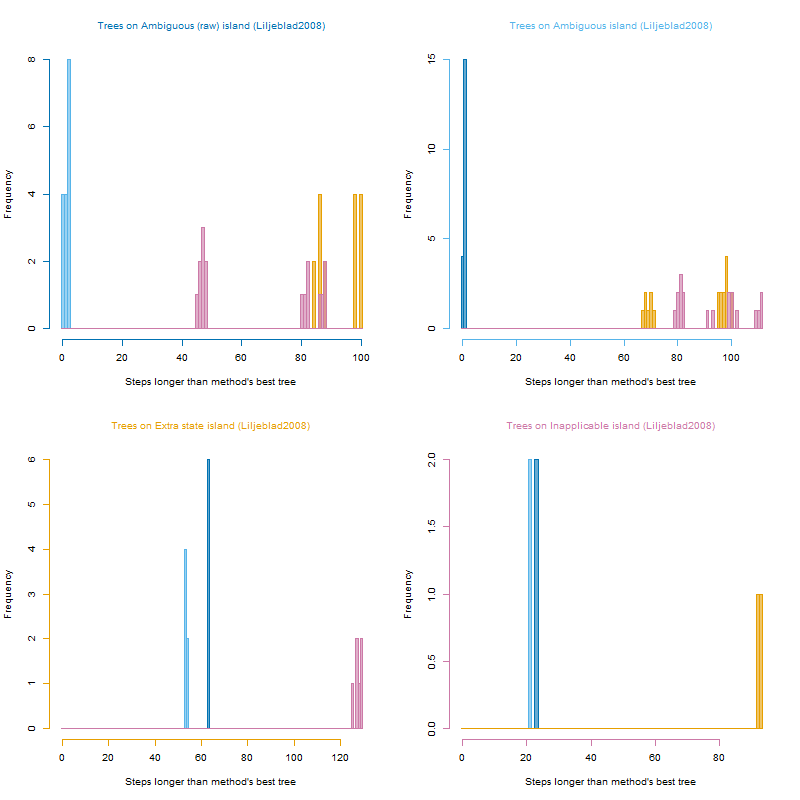 Trees on Ambiguous (raw) island (Liljeblad2008)
Frequency
8
6
4
2
0
0 20 40 60 80 100
Steps longer than method's best tree
Trees on Ambiguous island (Liljeblad2008)
Frequency
15
10
5
0
0 20 40 60 80 100
Steps longer than method's best tree
Trees on Extra state island (Liljeblad2008)
Frequency
6
5
4
3
2
1
0
0 20 40 60 80 100 120
Steps longer than method's best tree
Trees on Inapplicable island (Liljeblad2008)
Frequency
2.0
1.5
1.0
0.5
0.0
0 20 40 60 80
Steps longer than method's best tree